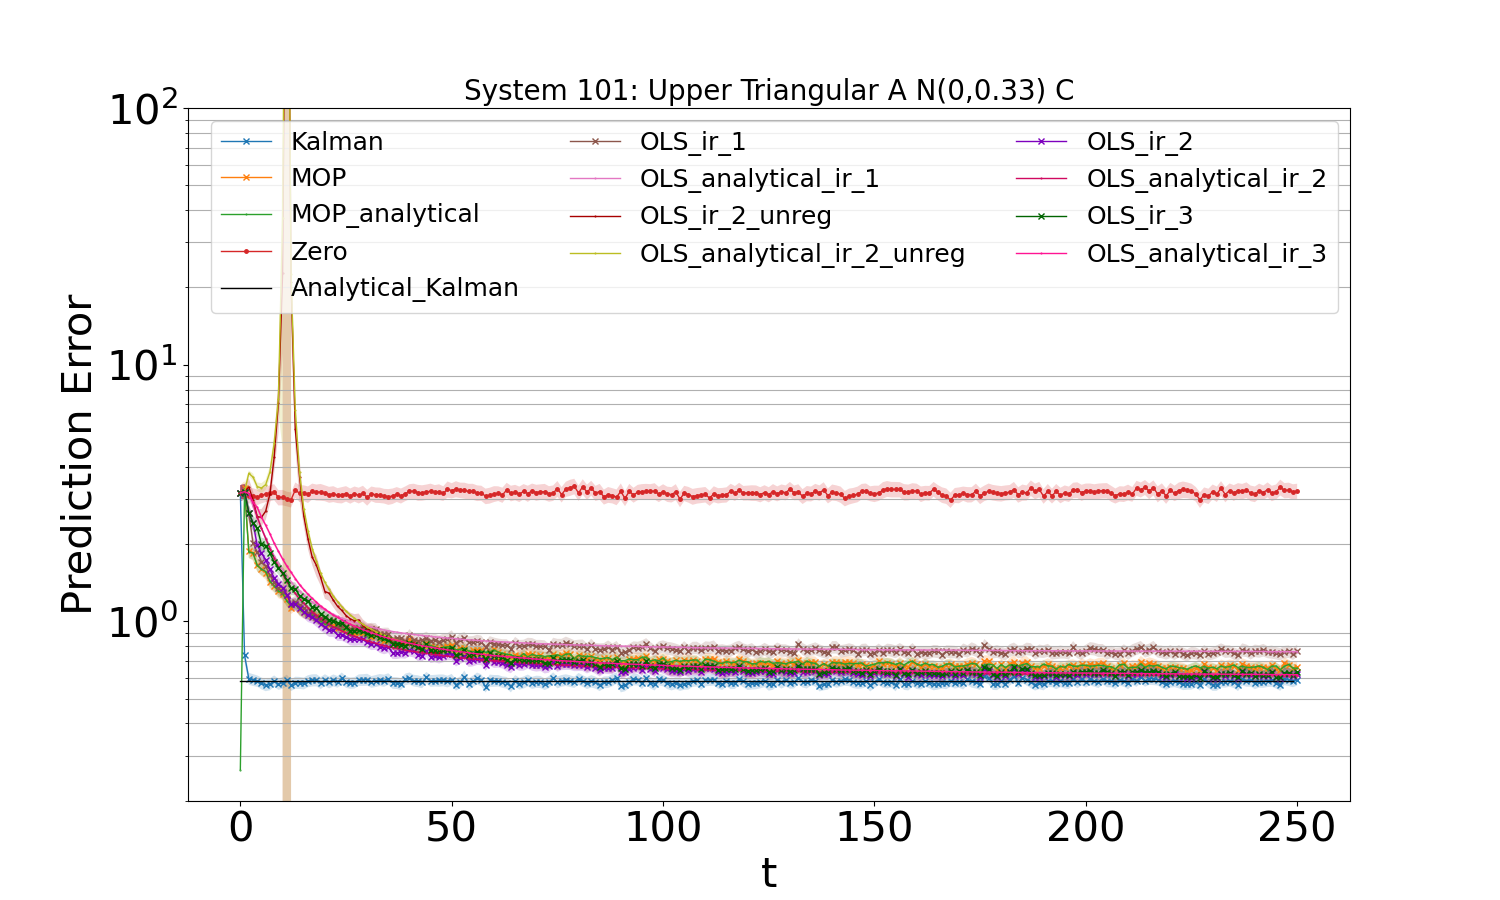 System 101: Upper Triangular A N(0,0.33) C
10²
10¹
10⁰
Prediction Error
Kalman
MOP
MOP_analytical
Zero
Analytical_Kalman
OLS_ir_1
OLS_analytical_ir_1
OLS_ir_2_unreg
OLS_analytical_ir_2_unreg
OLS_ir_2
OLS_analytical_ir_2
OLS_ir_3
OLS_analytical_ir_3
0 50 100 150 200 250
t